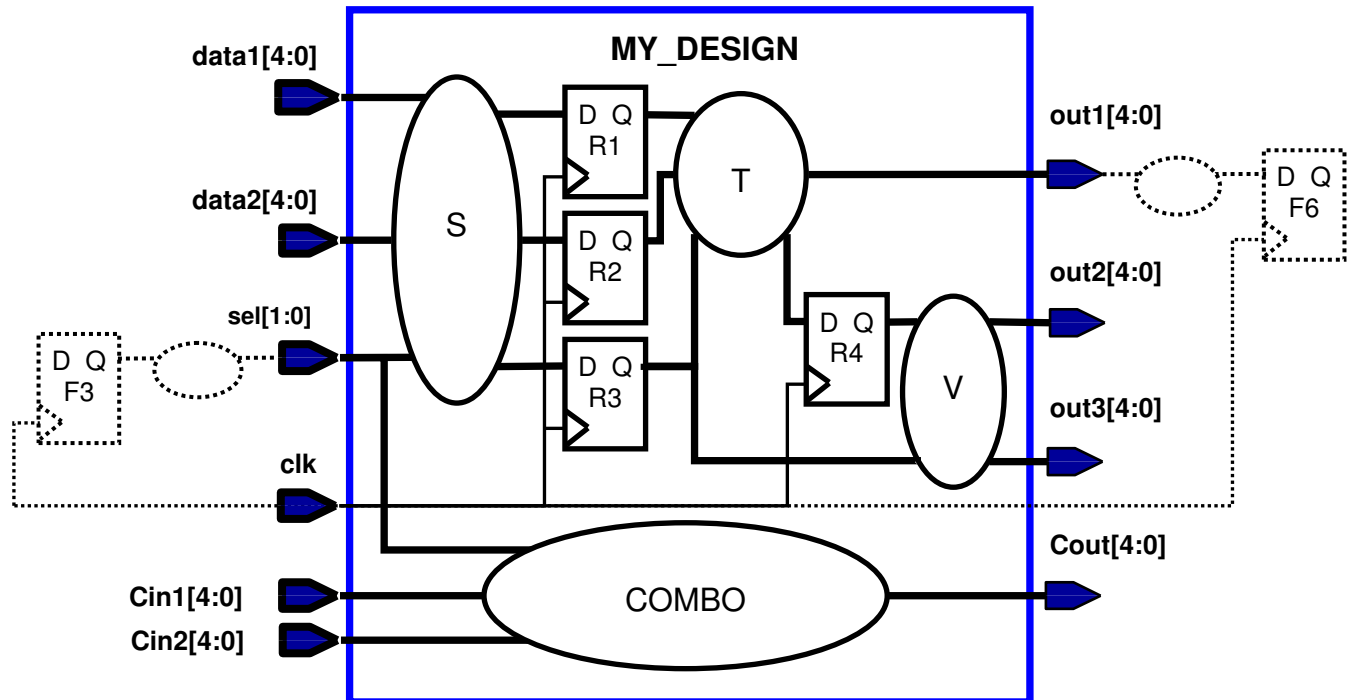 MY_DESIGN
data1[4:0]
D Q
R1
out1[4:0]
T
D Q
F6
data2[4:0]
S
D Q
R2
out2[4:0]
sel[1:0]
D Q
F3
D Q
R3
D Q
R4
V
out3[4:0]
clk
Cout[4:0]
Cin1[4:0]
COMBO
Cin2[4:0]